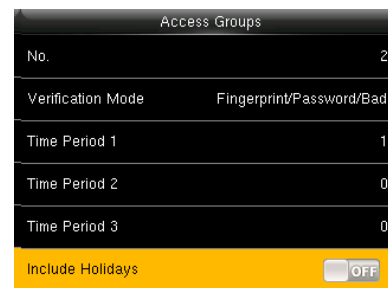 Access Groups
No. 2
Verification Mode Fingerprint/Password/Bad
Time Period 1 1
Time Period 2 0
Time Period 3 0
Include Holidays OFF